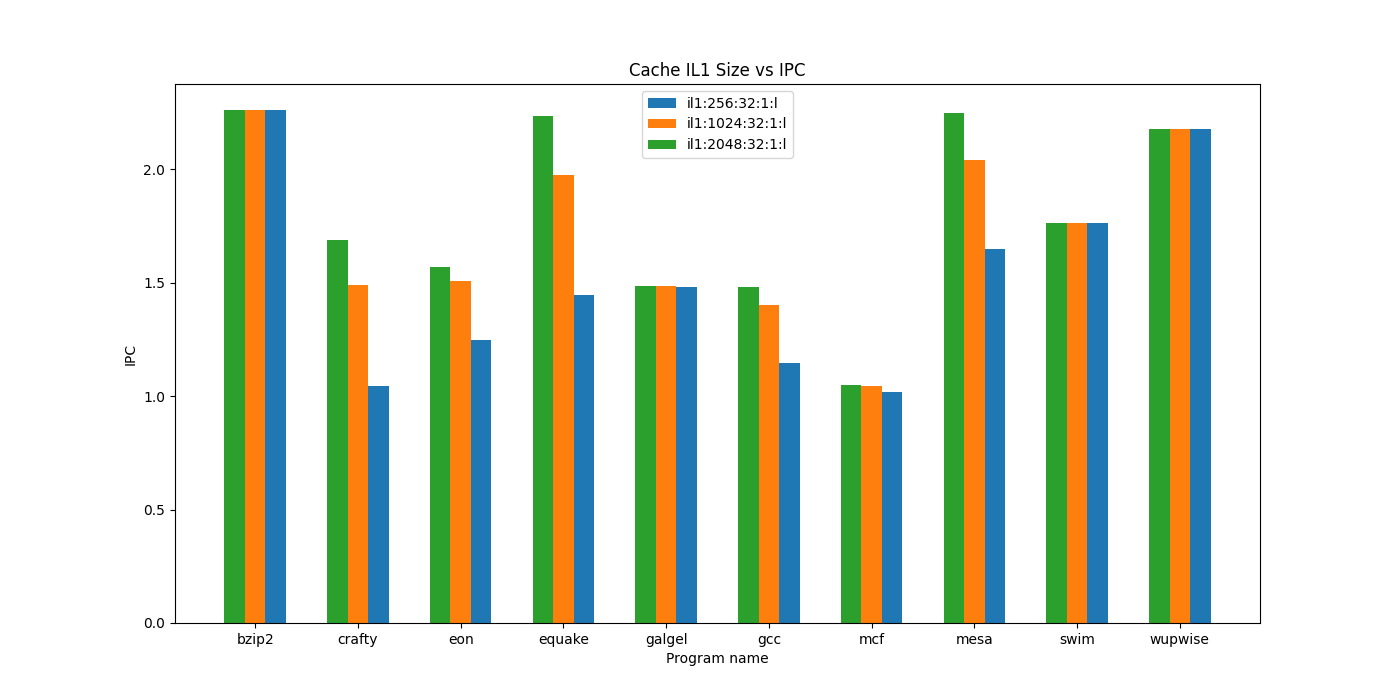 Cache IL1 Size vs IPC
il1:256:32:1:l
il1:1024:32:1:l
il1:2048:32:1:l
2.0
1.5
1.0
0.5
0.0
IPC
bzip2 crafty eon equake galgel gcc mcf mesa swim wupwise
Program name